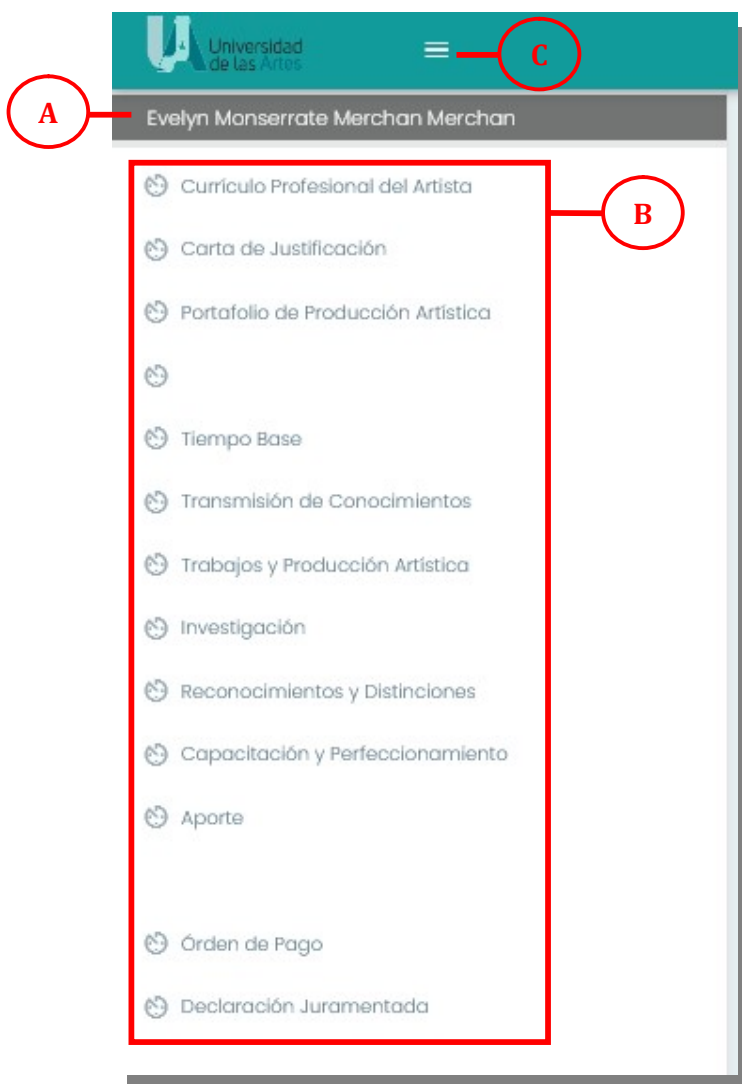 Universidad
de las Artes
C
A
Evelyn Monserrate Merchan Merchan
B
Currículo Profesional del Artista
Carta de Justificación
Portafolio de Producción Artística
Tiempo Base
Transmisión de Conocimientos
Trabajos y Producción Artística
Investigación
Reconocimientos y Distinciones
Capacitación y Perfeccionamiento
Aporte
Órden de Pago
Declaración Juramentada